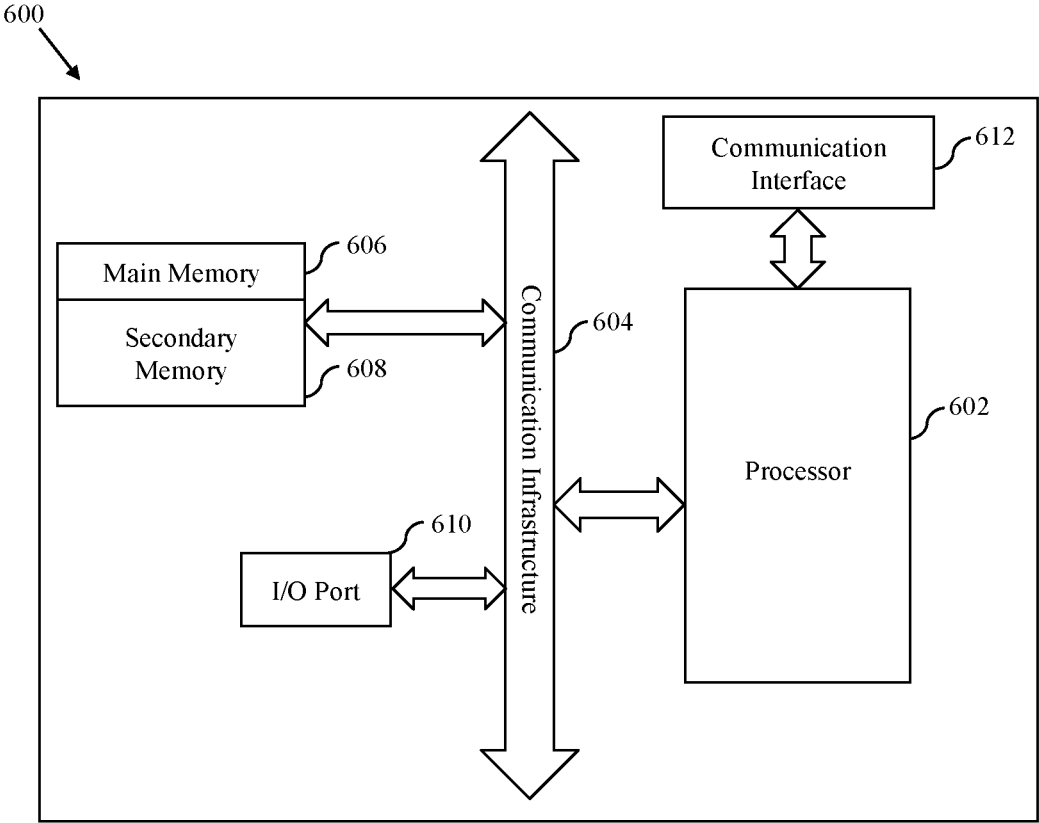 600
Communication
Interface
612
606
Main Memory
Secondary
Memory
608
Communication Infrastructure
604
602
Processor
610
I/O Port